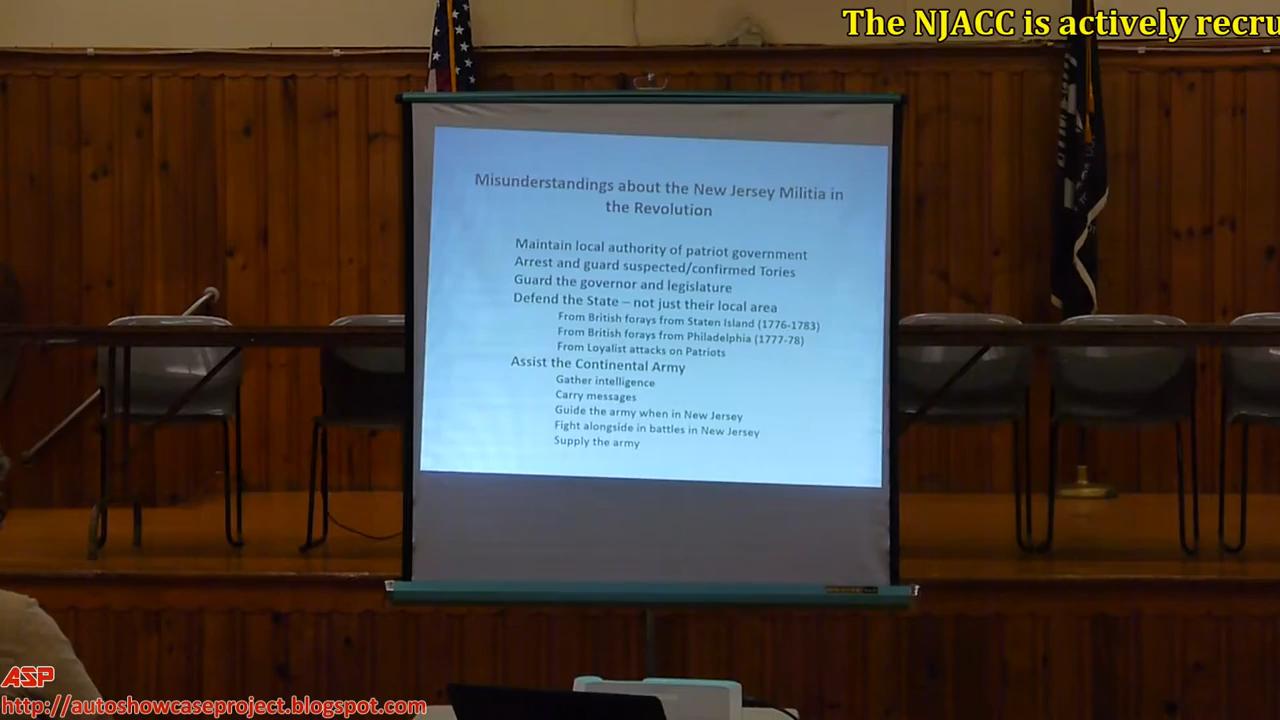 The NJACC is actively recru
Misunderstandings about the New Jersey Militia in
the Revolution
Maintain local authority of patriot government
Arrest and guard suspected/confirmed Tories
Guard the governor and legislature
Defend the State – not just their local area
From British forays from Staten Island (1776-1783)
From British forays from Philadelphia (1777-78)
From Loyalist attacks on Patriots
Assist the Continental Army
Gather intelligence
Carry messages
Guide the army when in New Jersey
Fight alongside in battles in New Jersey
Supply the army
ASP
http://autoshowcaseproject.blogspot.com